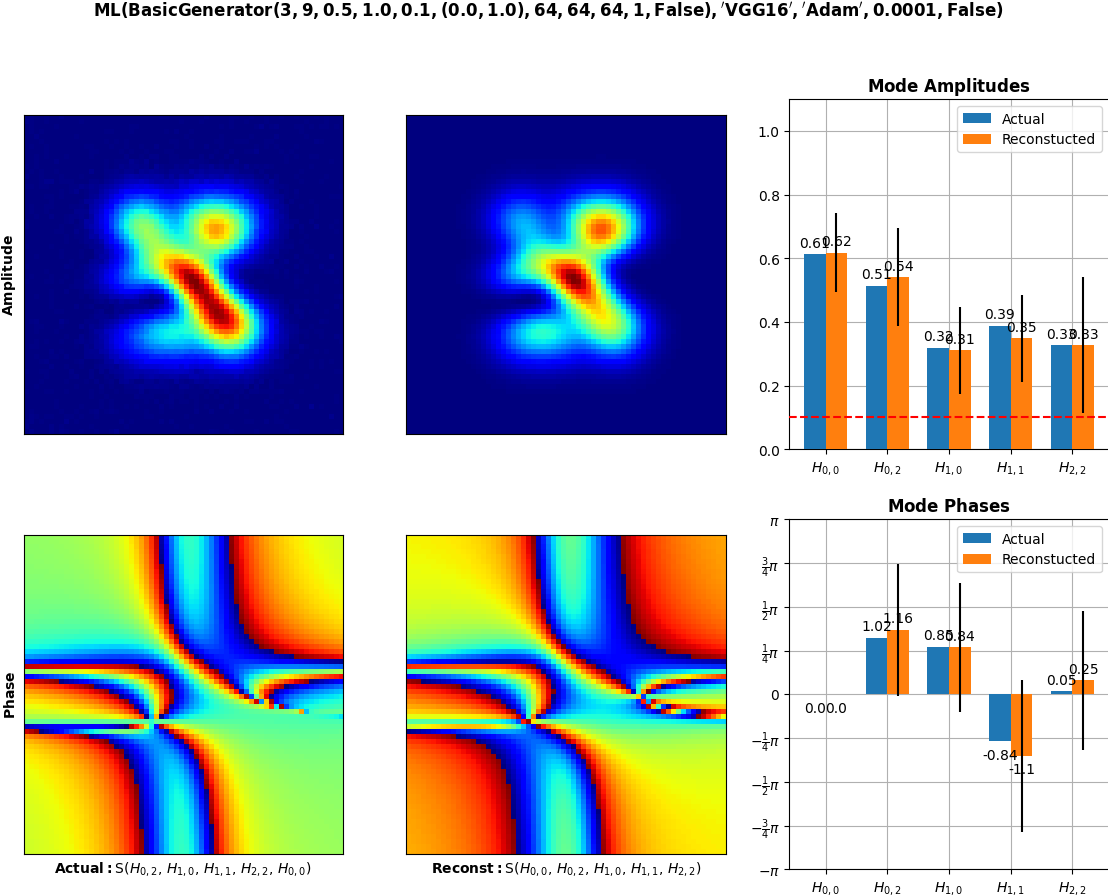 ML(BasicGenerator(3, 9, 0.5, 1.0, 0.1, (0.0, 1.0), 64, 64, 64, 1, False), ′VGG16′, ′Adam′, 0.0001, False)
Amplitude
Mode Amplitudes
Actual
Reconstucted
1.0
0.8
0.6
0.4
0.2
0.0
0.61
0.62
0.51
0.54
0.32
0.31
0.39
0.35
0.33
0.33
H0,0
H0,2
H1,0
H1,1
H2,2
Phase
Actual: S(H0,2, H1,0, H1,1, H2,2, H0,0)
Reconst: S(H0,0, H0,2, H1,0, H1,1, H2,2)
Mode Phases
Actual
Reconstucted
π
3/4π
1/2π
1/4π
0
−1/4π
−1/2π
−3/4π
−π
0.0
0.0
1.02
1.16
0.85
0.84
-0.84
-1.1
0.05
0.25
H0,0
H0,2
H1,0
H1,1
H2,2